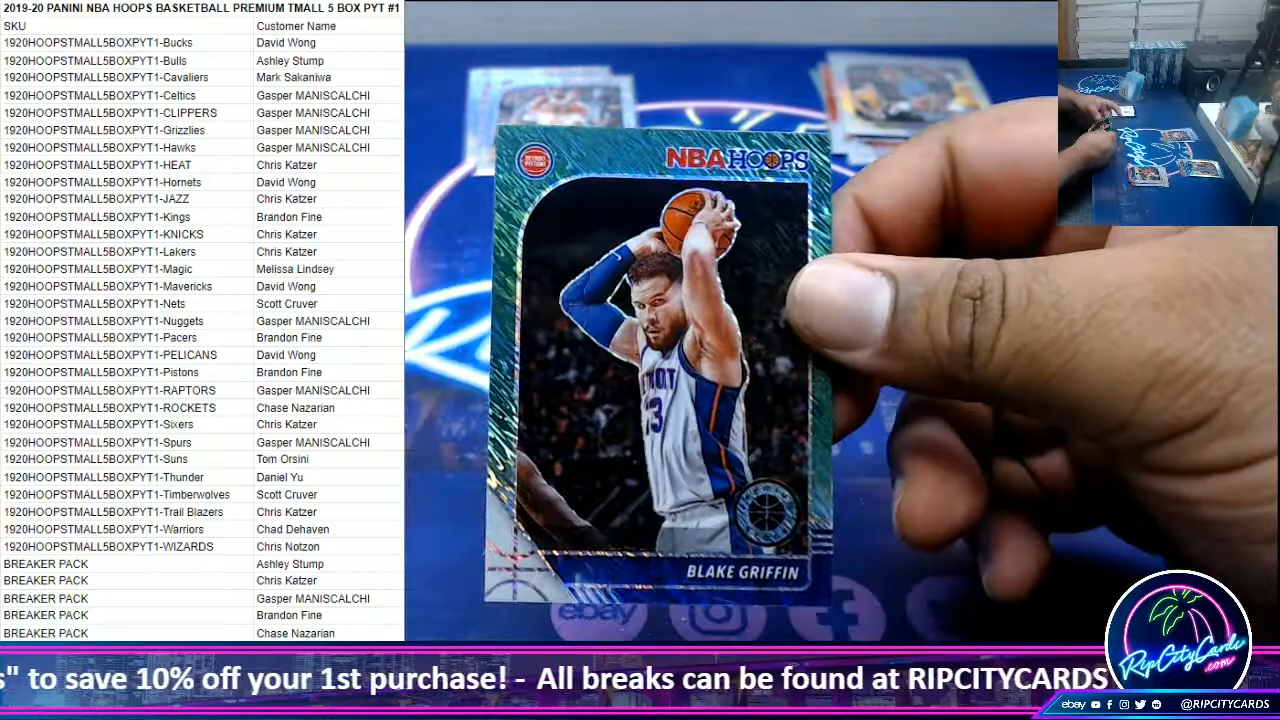 2019-20 PANINI NBA HOOPS BASKETBALL PREMIUM TMALL 5 BOX PYT #1
SKU Customer Name
1920HOOPSTMALL5BOXPYT1-Bucks David Wong
1920HOOPSTMALL5BOXPYT1-Bulls Ashley Stump
1920HOOPSTMALL5BOXPYT1-Cavaliers Mark Sakaniwa
1920HOOPSTMALL5BOXPYT1-Celtics Gasper MANISCALCHI
1920HOOPSTMALL5BOXPYT1-CLIPPERS Gasper MANISCALCHI
1920HOOPSTMALL5BOXPYT1-Grizzlies Gasper MANISCALCHI
1920HOOPSTMALL5BOXPYT1-Hawks Gasper MANISCALCHI
1920HOOPSTMALL5BOXPYT1-HEAT Chris Katzer
1920HOOPSTMALL5BOXPYT1-Hornets David Wong
1920HOOPSTMALL5BOXPYT1-JAZZ Chris Katzer
1920HOOPSTMALL5BOXPYT1-Kings Brandon Fine
1920HOOPSTMALL5BOXPYT1-KNICKS Chris Katzer
1920HOOPSTMALL5BOXPYT1-Lakers Chris Katzer
1920HOOPSTMALL5BOXPYT1-Magic Melissa Lindsey
1920HOOPSTMALL5BOXPYT1-Mavericks David Wong
1920HOOPSTMALL5BOXPYT1-Nets Scott Cruver
1920HOOPSTMALL5BOXPYT1-Nuggets Gasper MANISCALCHI
1920HOOPSTMALL5BOXPYT1-Pacers Brandon Fine
1920HOOPSTMALL5BOXPYT1-PELICANS David Wong
1920HOOPSTMALL5BOXPYT1-Pistons Brandon Fine
1920HOOPSTMALL5BOXPYT1-RAPTORS Gasper MANISCALCHI
1920HOOPSTMALL5BOXPYT1-ROCKETS Chase Nazarian
1920HOOPSTMALL5BOXPYT1-Sixers Chris Katzer
1920HOOPSTMALL5BOXPYT1-Spurs Gasper MANISCALCHI
1920HOOPSTMALL5BOXPYT1-Suns Tom Orsini
1920HOOPSTMALL5BOXPYT1-Thunder Daniel Yu
1920HOOPSTMALL5BOXPYT1-Timberwolves Scott Cruver
1920HOOPSTMALL5BOXPYT1-Trail Blazers Chris Katzer
1920HOOPSTMALL5BOXPYT1-Warriors Chad Dehaven
1920HOOPSTMALL5BOXPYT1-WIZARDS Chris Notzon
BREAKER PACK Ashley Stump
BREAKER PACK Chris Katzer
BREAKER PACK Gasper MANISCALCHI
BREAKER PACK Brandon Fine
BREAKER PACK Chase Nazarian
NBA HOOPS
BLAKE GRIFFIN
ebay
s" to save 10% off your 1st purchase! - All breaks can be found at RIPCITYCARDS
RipCityCards
.com
ebay @RIPCITYCARDS